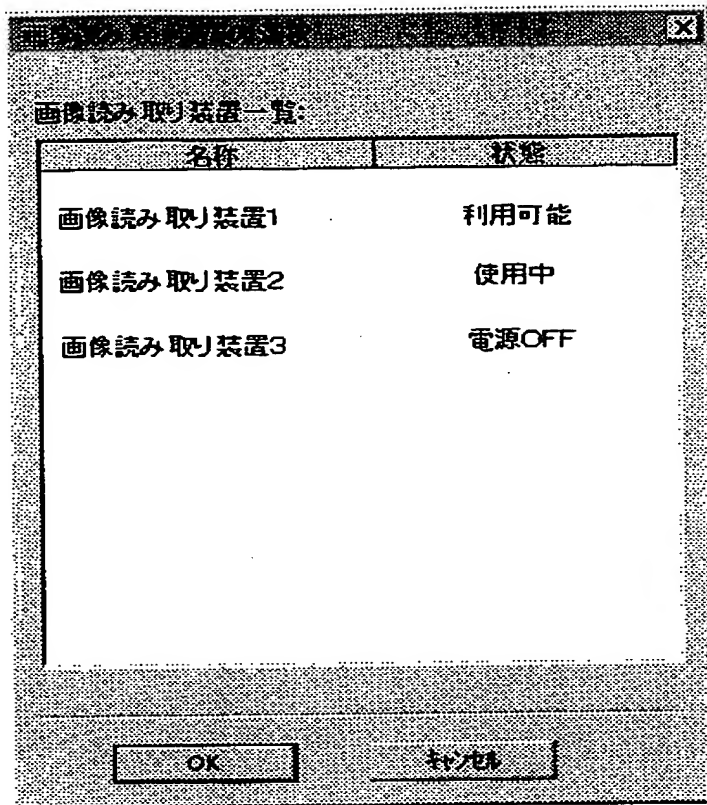 画像読み取り装置一覧:
名称 状態
画像読み取り装置1 利用可能
画像読み取り装置2 使用中
画像読み取り装置3 電源OFF
OK キャンセル